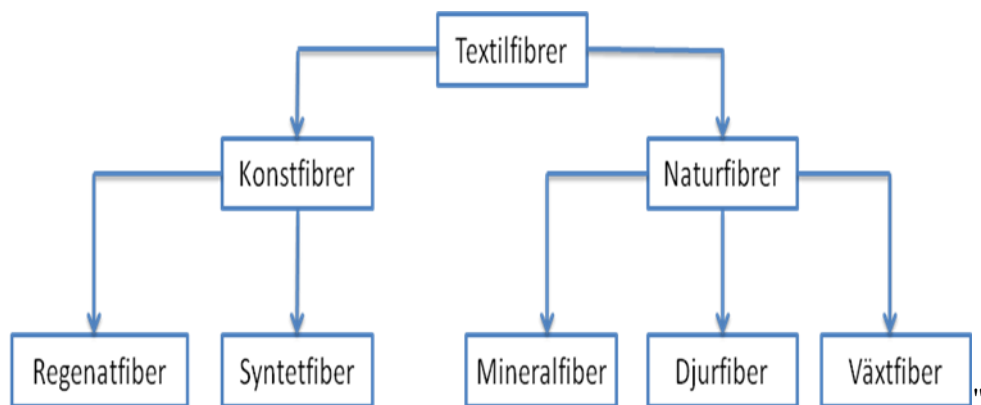 Textilfibrer
Konstfibrer
Naturfibrer
Regenatfiber
Syntetfiber
Mineralfiber
Djurfiber
Växtfiber
"